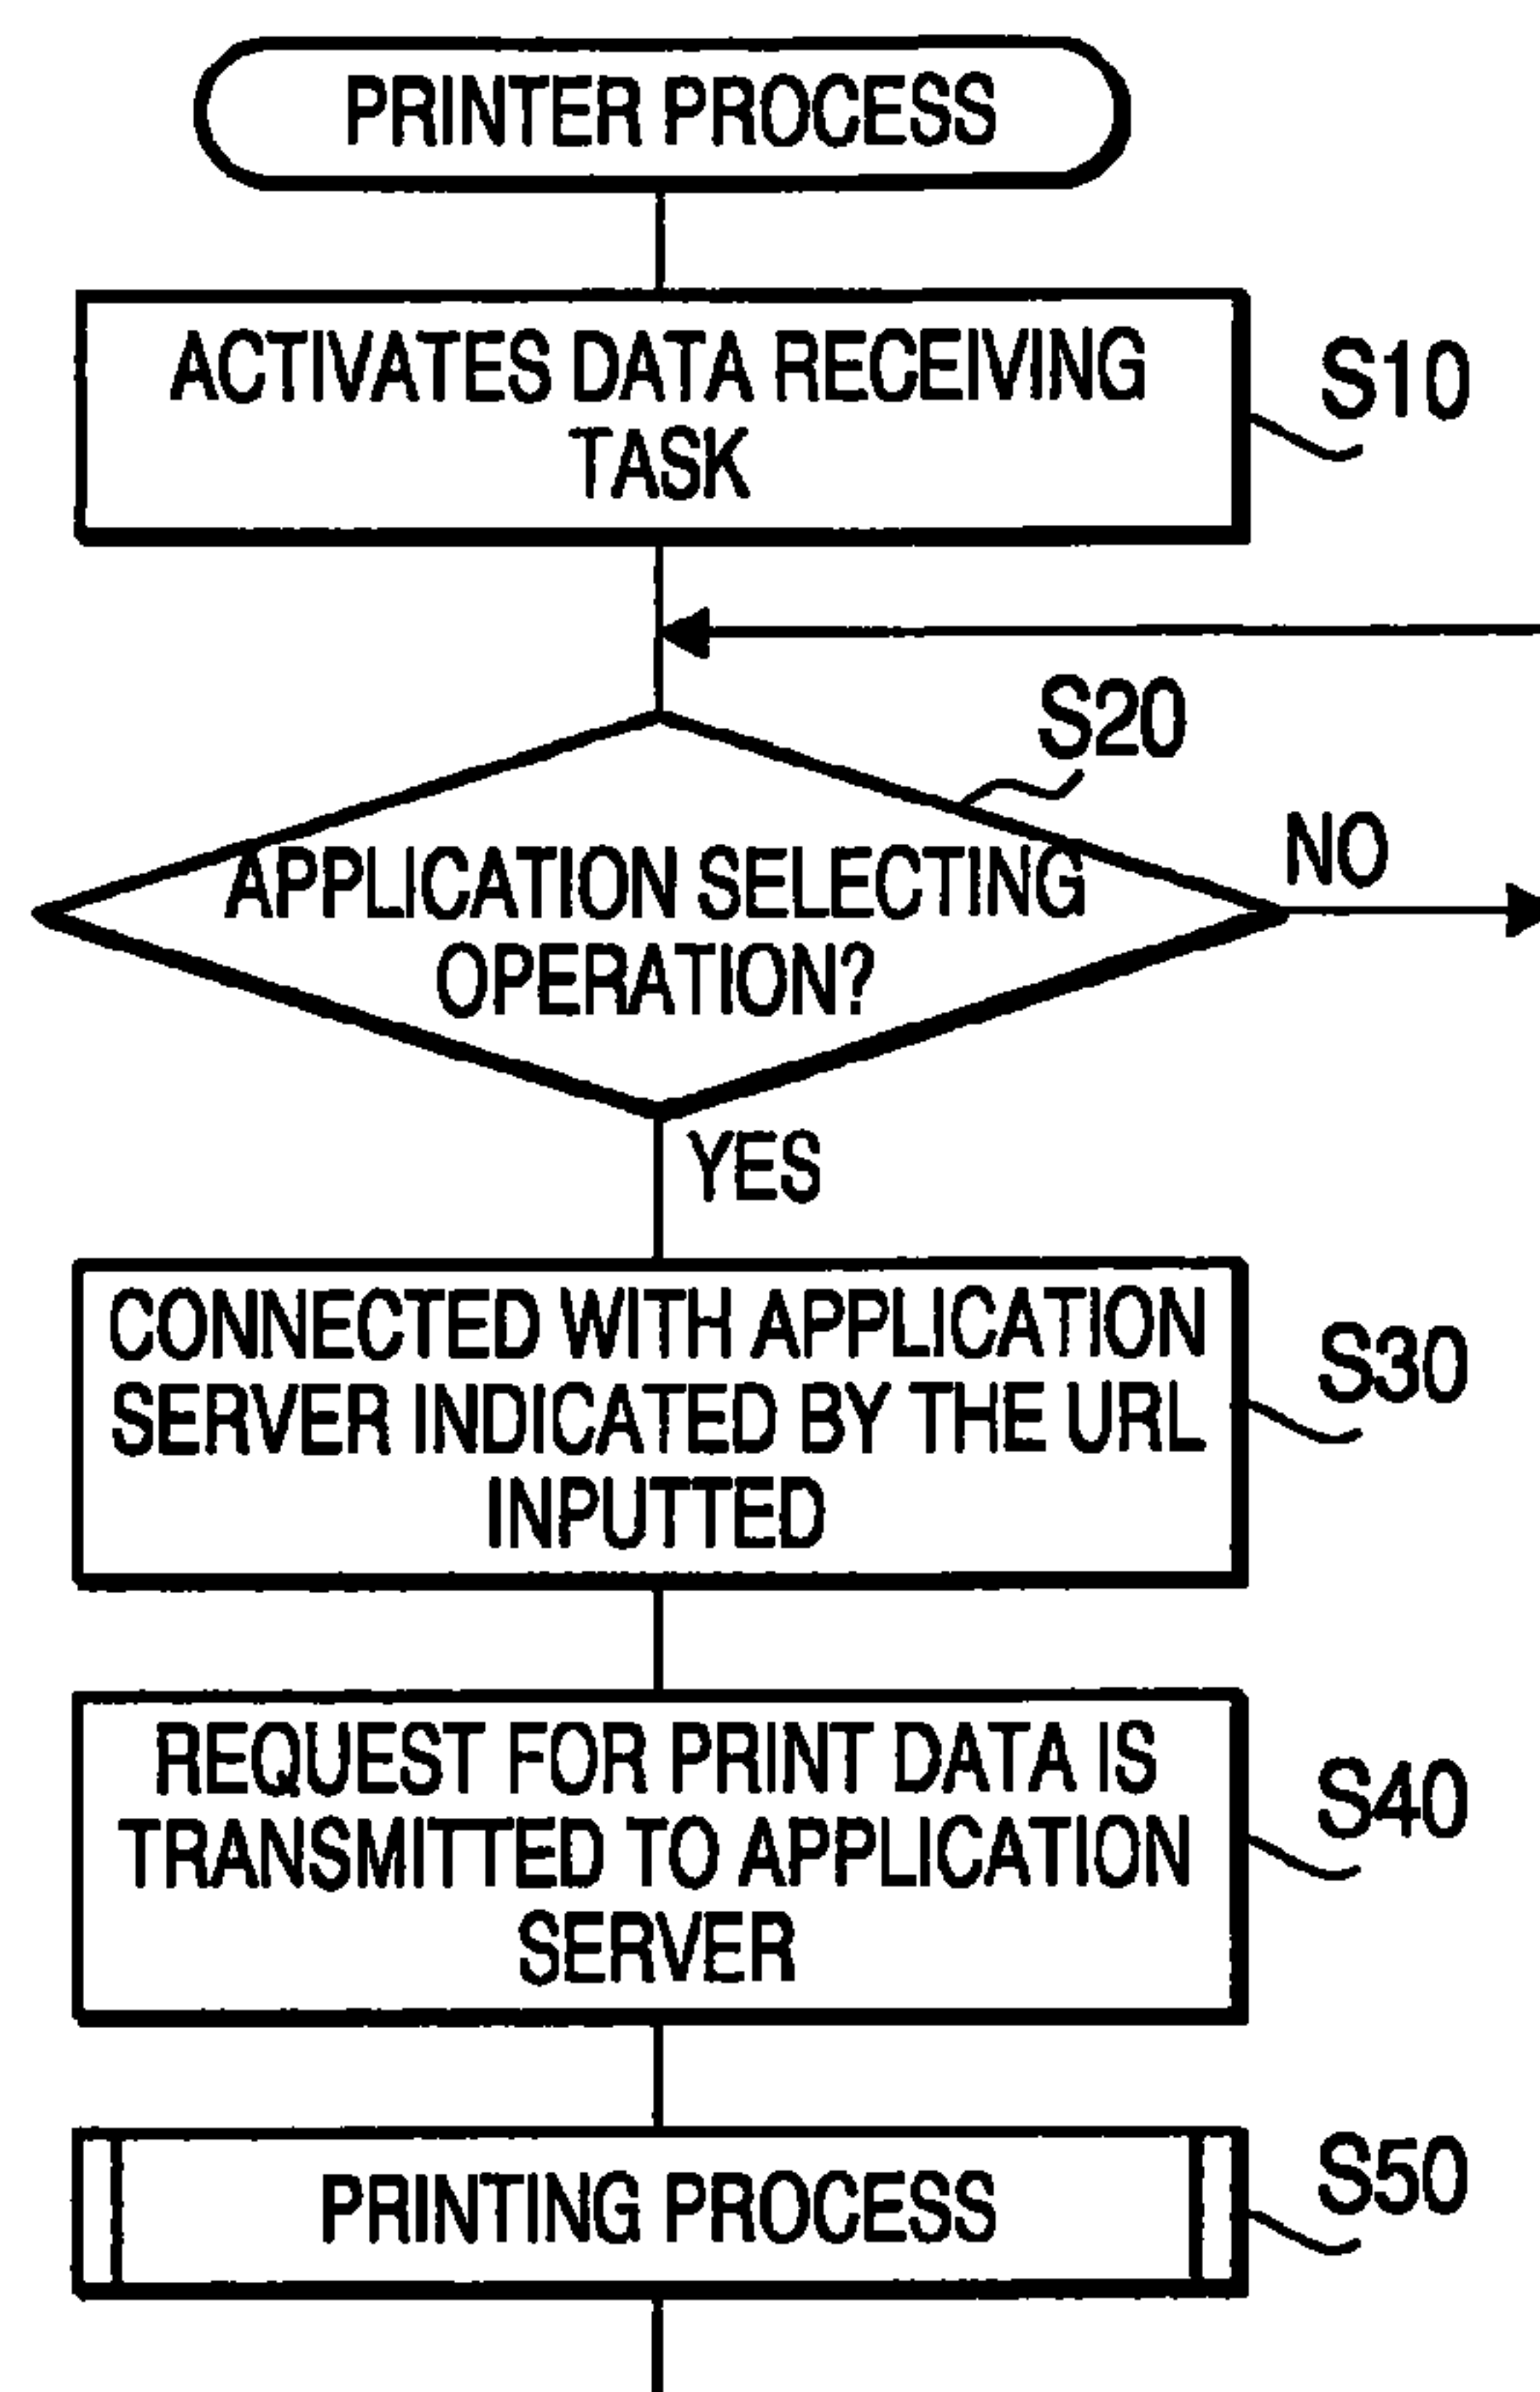 PRINTER PROCESS
ACTIVATES DATA RECEIVING
TASK
S10
S20
APPLICATION SELECTING
OPERATION?
NO
YES
CONNECTED WITH APPLICATION
SERVER INDICATED BY THE URL
INPUTTED
S30
REQUEST FOR PRINT DATA IS
TRANSMITTED TO APPLICATION
SERVER
S40
PRINTING PROCESS
S50